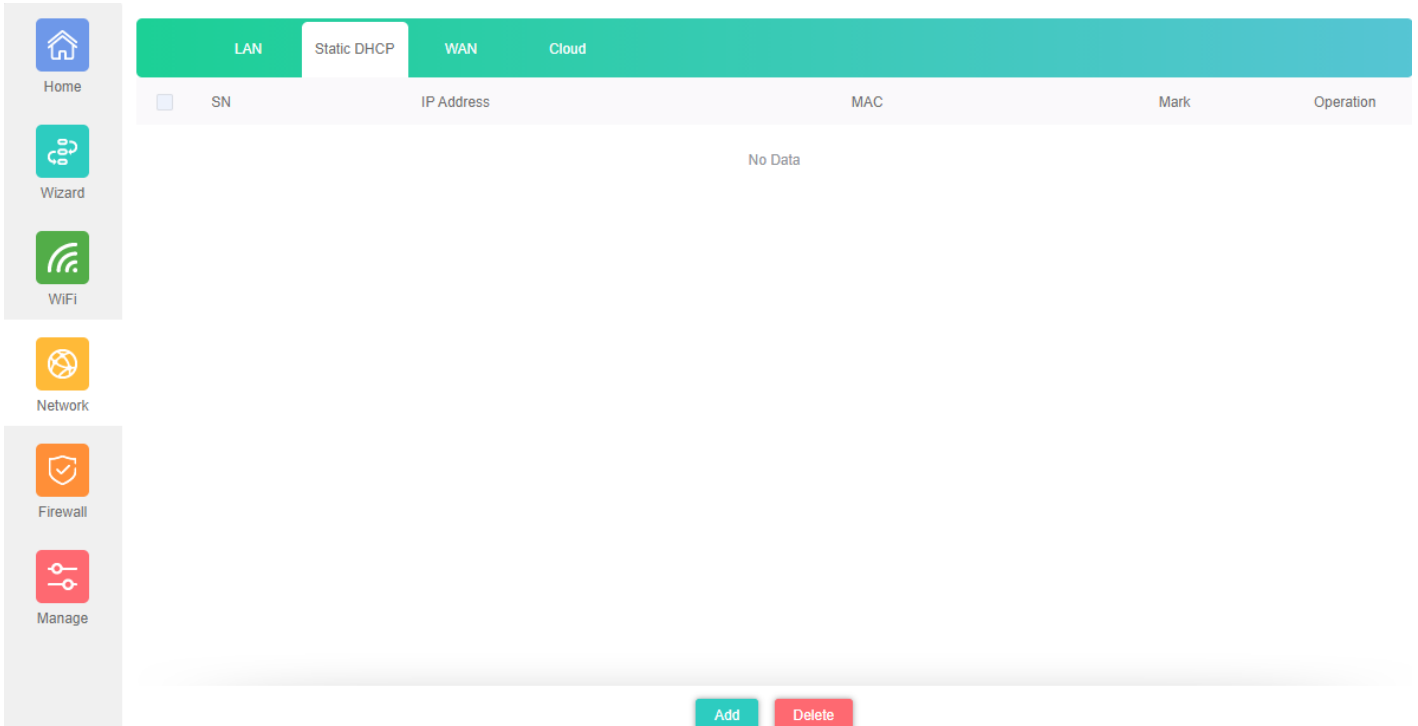 Home
Wizard
WiFi
Network
Firewall
Manage
LAN Static DHCP WAN Cloud
SN IP Address MAC Mark Operation
No Data
Add Delete